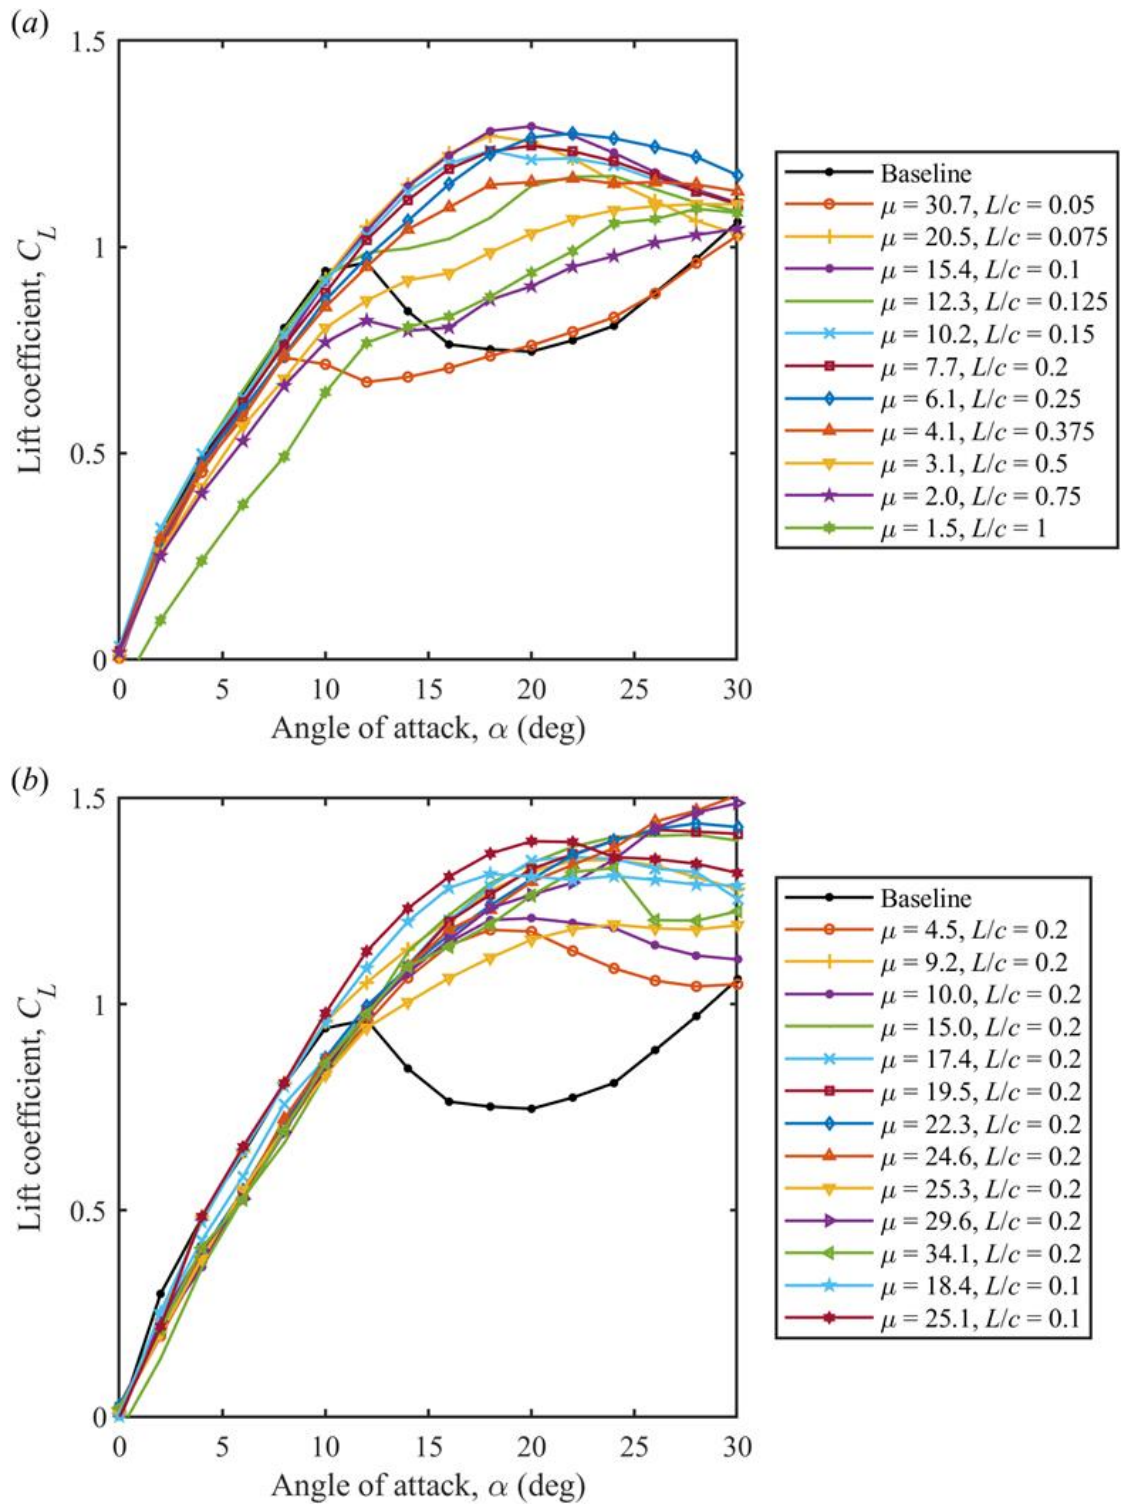 (a)
1.5
1
0.5
0
Lift coefficient, C_L
0 5 10 15 20 25 30
Angle of attack, α (deg)
Baseline
μ = 30.7, L/c = 0.05
μ = 20.5, L/c = 0.075
μ = 15.4, L/c = 0.1
μ = 12.3, L/c = 0.125
μ = 10.2, L/c = 0.15
μ = 7.7, L/c = 0.2
μ = 6.1, L/c = 0.25
μ = 4.1, L/c = 0.375
μ = 3.1, L/c = 0.5
μ = 2.0, L/c = 0.75
μ = 1.5, L/c = 1
(b)
1.5
1
0.5
0
Lift coefficient, C_L
0 5 10 15 20 25 30
Angle of attack, α (deg)
Baseline
μ = 4.5, L/c = 0.2
μ = 9.2, L/c = 0.2
μ = 10.0, L/c = 0.2
μ = 15.0, L/c = 0.2
μ = 17.4, L/c = 0.2
μ = 19.5, L/c = 0.2
μ = 22.3, L/c = 0.2
μ = 24.6, L/c = 0.2
μ = 25.3, L/c = 0.2
μ = 29.6, L/c = 0.2
μ = 34.1, L/c = 0.2
μ = 18.4, L/c = 0.1
μ = 25.1, L/c = 0.1